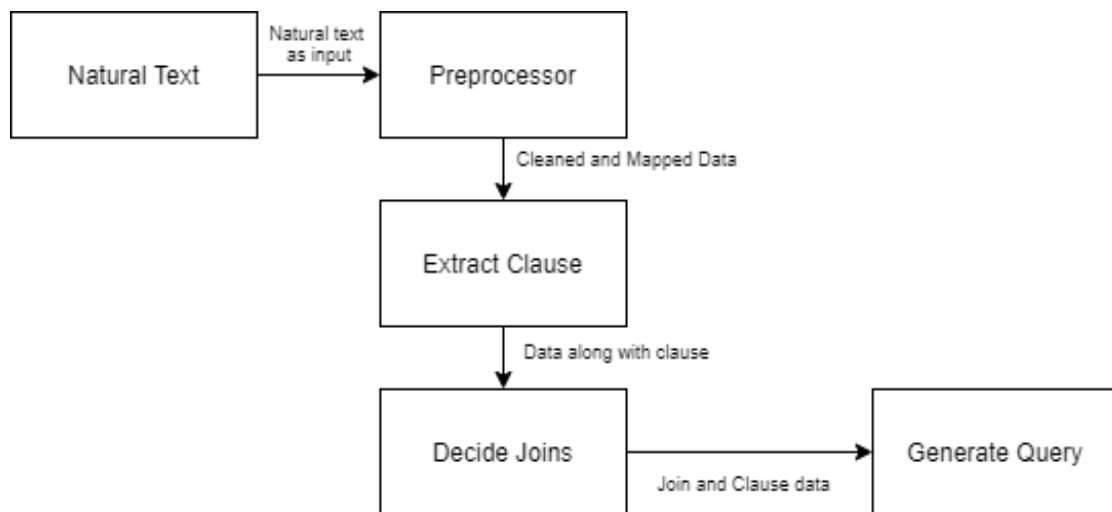 Natural Text
Natural text
as input
Preprocessor
Cleaned and Mapped Data
Extract Clause
Data along with clause
Decide Joins
Join and Clause data
Generate Query